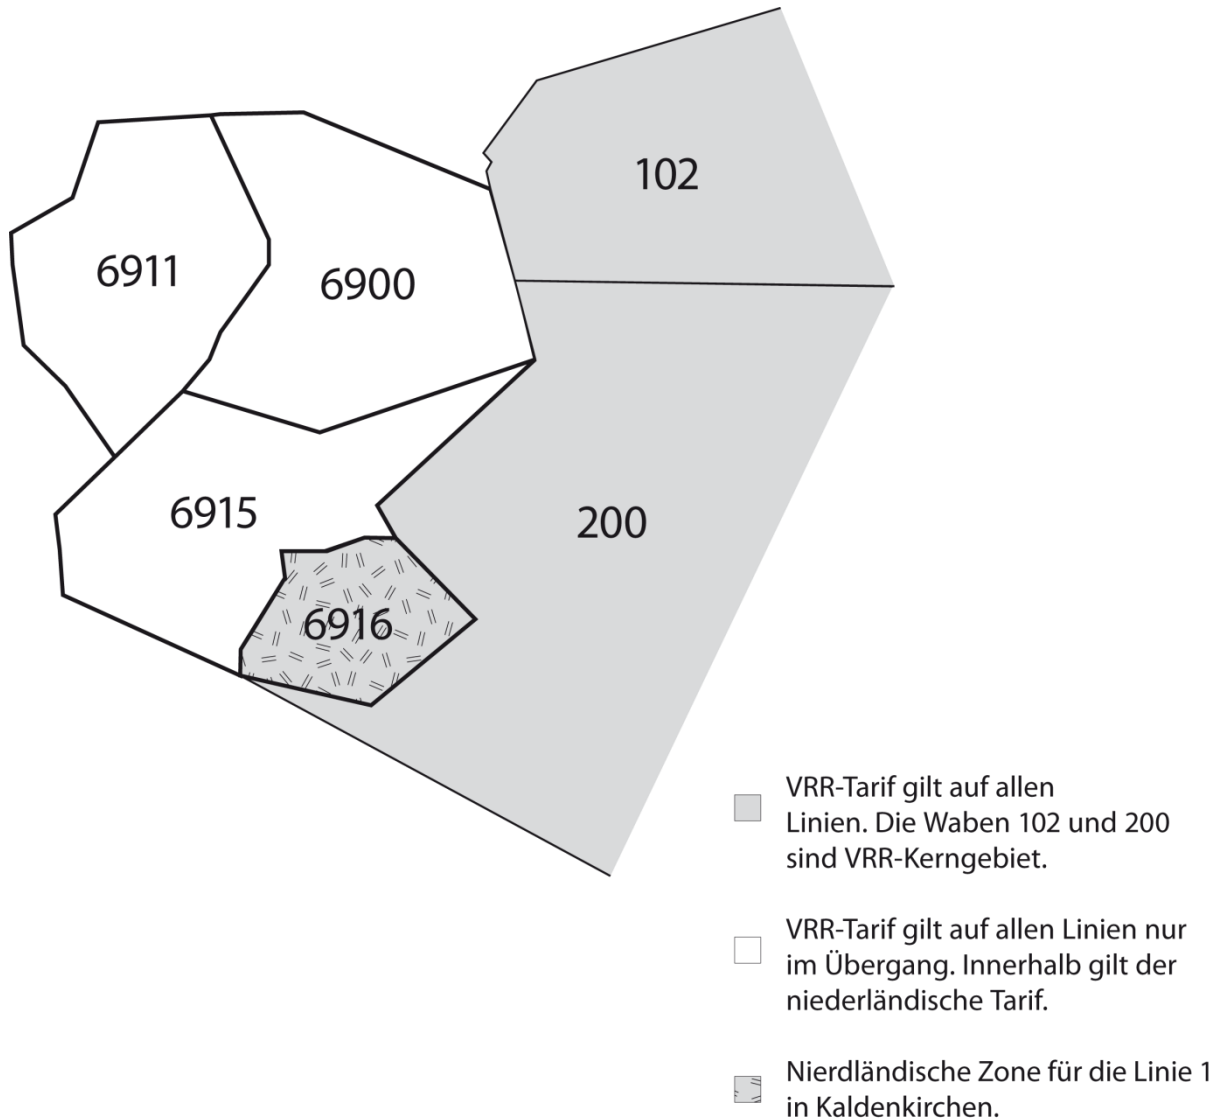 102
6911
6900
6915
200
6916
VRR-Tarif gilt auf allen
Linien. Die Waben 102 und 200
sind VRR-Kerngebiet.
VRR-Tarif gilt auf allen Linien nur
im Übergang. Innerhalb gilt der
niederländische Tarif.
Nierdländische Zone für die Linie 1
in Kaldenkirchen.